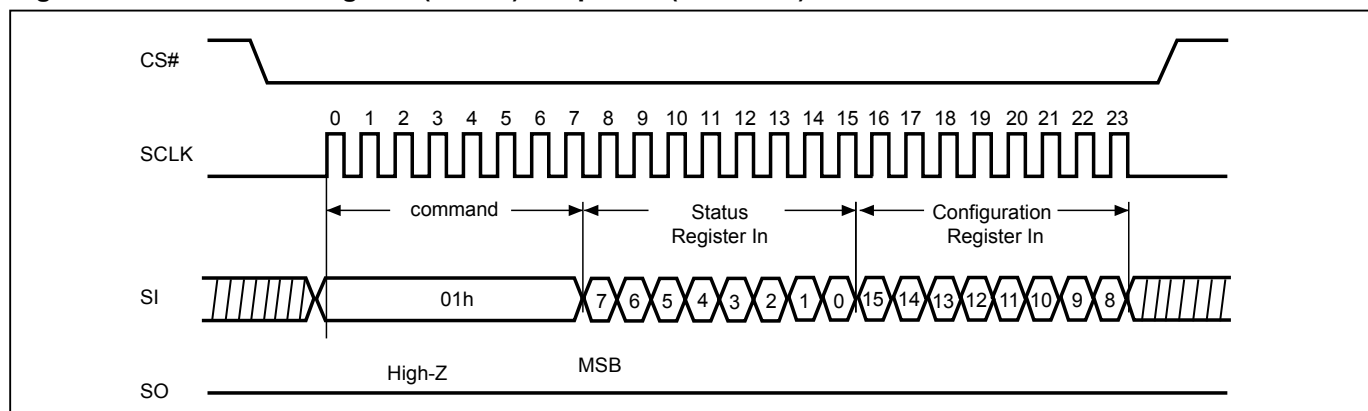 CS#
0 1 2 3 4 5 6 7 8 9 10 11 12 13 14 15 16 17 18 19 20 21 22 23
SCLK
command
Status
Register In
Configuration
Register In
SI
01h
7 6 5 4 3 2 1 0 15 14 13 12 11 10 9 8
High-Z
MSB
SO